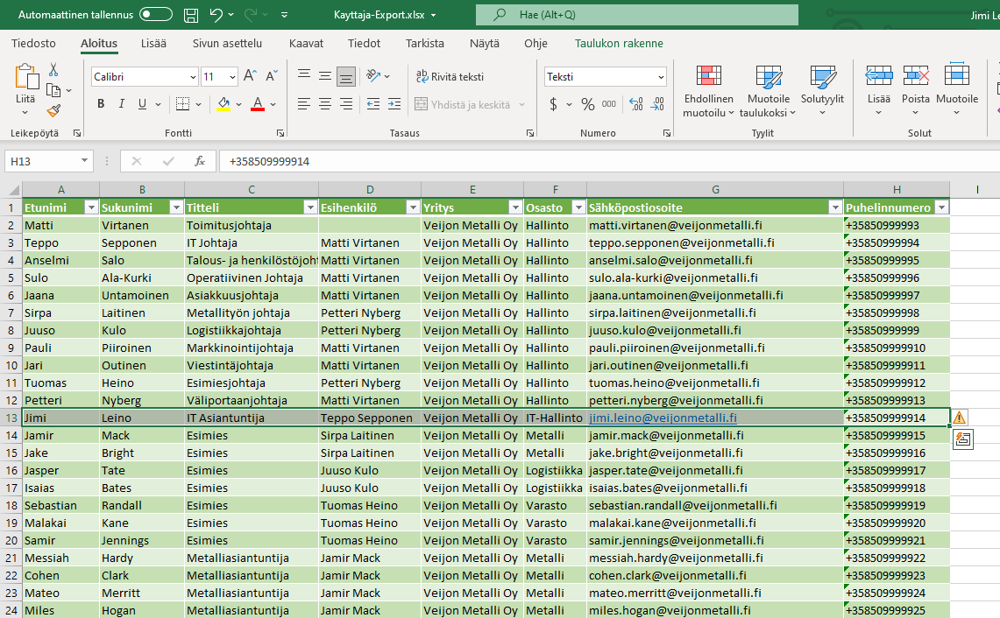 Automaattinen tallennus Kayttaja-Export.xlsx Hae (Alt+Q) Jimi Le
Tiedosto Aloitus Lisää Sivun asettelu Kaavat Tiedot Tarkista Näytä Ohje Taulukon rakenne
Calibri 11 Rivitä teksti Teksti
Liitä B I U A Yhdistä ja keskitä $ % 000 Ehdollinen muotoilu Muotoile taulukoksi Solutyylit Lisää Poista Muotoile
Leikepöytä Fontti Tasaus Numero Tyylit Solut
H13 fx +358509999914
A B C D E F G H I
1 Etunimi Sukunimi Titteli Esihenkilö Yritys Osasto Sähköpostiosoite Puhelinnumero
2 Matti Virtanen Toimitusjohtaja Veijon Metalli Oy Hallinto matti.virtanen@veijonmetalli.fi +35850999993
3 Teppo Sepponen IT Johtaja Matti Virtanen Veijon Metalli Oy Hallinto teppo.sepponen@veijonmetalli.fi +35850999994
4 Anselmi Salo Talous- ja henkilöstöjoht Matti Virtanen Veijon Metalli Oy Hallinto anselmi.salo@veijonmetalli.fi +35850999995
5 Sulo Ala-Kurki Operatiivinen Johtaja Matti Virtanen Veijon Metalli Oy Hallinto sulo.ala-kurki@veijonmetalli.fi +35850999996
6 Jaana Untamoinen Asiakkuusjohtaja Matti Virtanen Veijon Metalli Oy Hallinto jaana.untamoinen@veijonmetalli.fi +35850999997
7 Sirpa Laitinen Metallityön johtaja Petteri Nyberg Veijon Metalli Oy Hallinto sirpa.laitinen@veijonmetalli.fi +35850999998
8 Juuso Kulo Logistiikkajohtaja Petteri Nyberg Veijon Metalli Oy Hallinto juuso.kulo@veijonmetalli.fi +35850999999
9 Pauli Piiroinen Markkinointijohtaja Matti Virtanen Veijon Metalli Oy Hallinto pauli.piiroinen@veijonmetalli.fi +358509999910
10 Jari Outinen Viestintäjohtaja Matti Virtanen Veijon Metalli Oy Hallinto jari.outinen@veijonmetalli.fi +358509999911
11 Tuomas Heino Esimiesjohtaja Petteri Nyberg Veijon Metalli Oy Hallinto tuomas.heino@veijonmetalli.fi +358509999912
12 Petteri Nyberg Väliportaanjohtaja Matti Virtanen Veijon Metalli Oy Hallinto petteri.nyberg@veijonmetalli.fi +358509999913
13 Jimi Leino IT Asiantuntija Teppo Sepponen Veijon Metalli Oy IT-Hallinto jimi.leino@veijonmetalli.fi +358509999914
14 Jamir Mack Esimies Sirpa Laitinen Veijon Metalli Oy Metalli jamir.mack@veijonmetalli.fi +358509999915
15 Jake Bright Esimies Sirpa Laitinen Veijon Metalli Oy Metalli jake.bright@veijonmetalli.fi +358509999916
16 Jasper Tate Esimies Juuso Kulo Veijon Metalli Oy Logistiikka jasper.tate@veijonmetalli.fi +358509999917
17 Isaias Bates Esimies Juuso Kulo Veijon Metalli Oy Logistiikka isaias.bates@veijonmetalli.fi +358509999918
18 Sebastian Randall Esimies Tuomas Heino Veijon Metalli Oy Varasto sebastian.randall@veijonmetalli.fi +358509999919
19 Malakai Kane Esimies Tuomas Heino Veijon Metalli Oy Varasto malakai.kane@veijonmetalli.fi +358509999920
20 Samir Jennings Esimies Tuomas Heino Veijon Metalli Oy Varasto samir.jennings@veijonmetalli.fi +358509999921
21 Messiah Hardy Metalliasiantuntija Jamir Mack Veijon Metalli Oy Metalli messiah.hardy@veijonmetalli.fi +358509999922
22 Cohen Clark Metalliasiantuntija Jamir Mack Veijon Metalli Oy Metalli cohen.clark@veijonmetalli.fi +358509999923
23 Mateo Merritt Metalliasiantuntija Jamir Mack Veijon Metalli Oy Metalli mateo.merritt@veijonmetalli.fi +358509999924
24 Miles Hogan Metalliasiantuntija Jamir Mack Veijon Metalli Oy Metalli miles.hogan@veijonmetalli.fi +358509999925